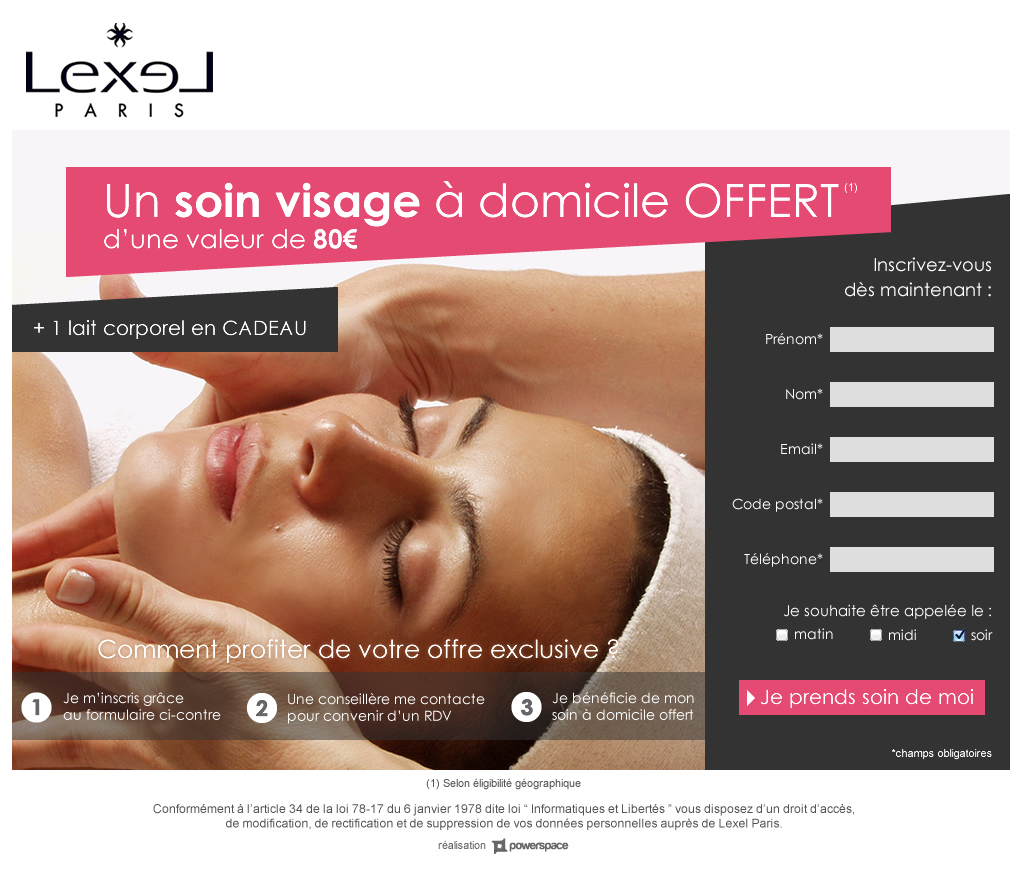 Lexel
PARIS
Un soin visage à domicile OFFERT (1)
d'une valeur de 80€
+ 1 lait corporel en CADEAU
Inscrivez-vous
dès maintenant :
Prénom*
Nom*
Email*
Code postal*
Téléphone*
Je souhaite être appelée le :
matin midi soir
Je prends soin de moi
*champs obligatoires
Comment profiter de votre offre exclusive ?
1 Je m'inscris grâce
au formulaire ci-contre
2 Une conseillère me contacte
pour convenir d'un RDV
3 Je bénéficie de mon
soin à domicile offert
(1) Selon éligibilité géographique
Conformément à l'article 34 de la loi 78-17 du 6 janvier 1978 dite loi “ Informatiques et Libertés ” vous disposez d'un droit d'accès,
de modification, de rectification et de suppression de vos données personnelles auprès de Lexel Paris.
réalisation powerspace